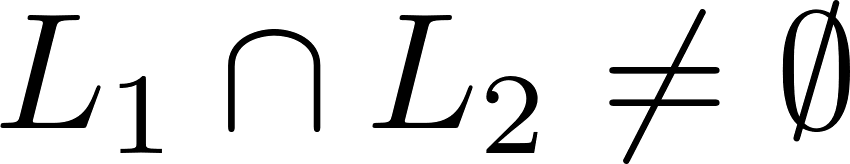 L₁ ∩ L₂ ≠ ∅